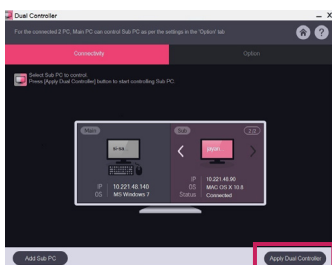 Dual Controller
For the connected 2 PC, Main PC can control Sub PC as per the settings in the 'Option' tab
Connectivity
Option
Select Sub PC to control.
Press [Apply Dual Controller] button to start controlling Sub PC.
Main
Sub
jayuli
IP 10.221.48.140
OS MS Windows 7
IP 10.221.48.90
OS MAC OS X 10.8
Status Connected
Add Sub PC
Apply Dual Controller